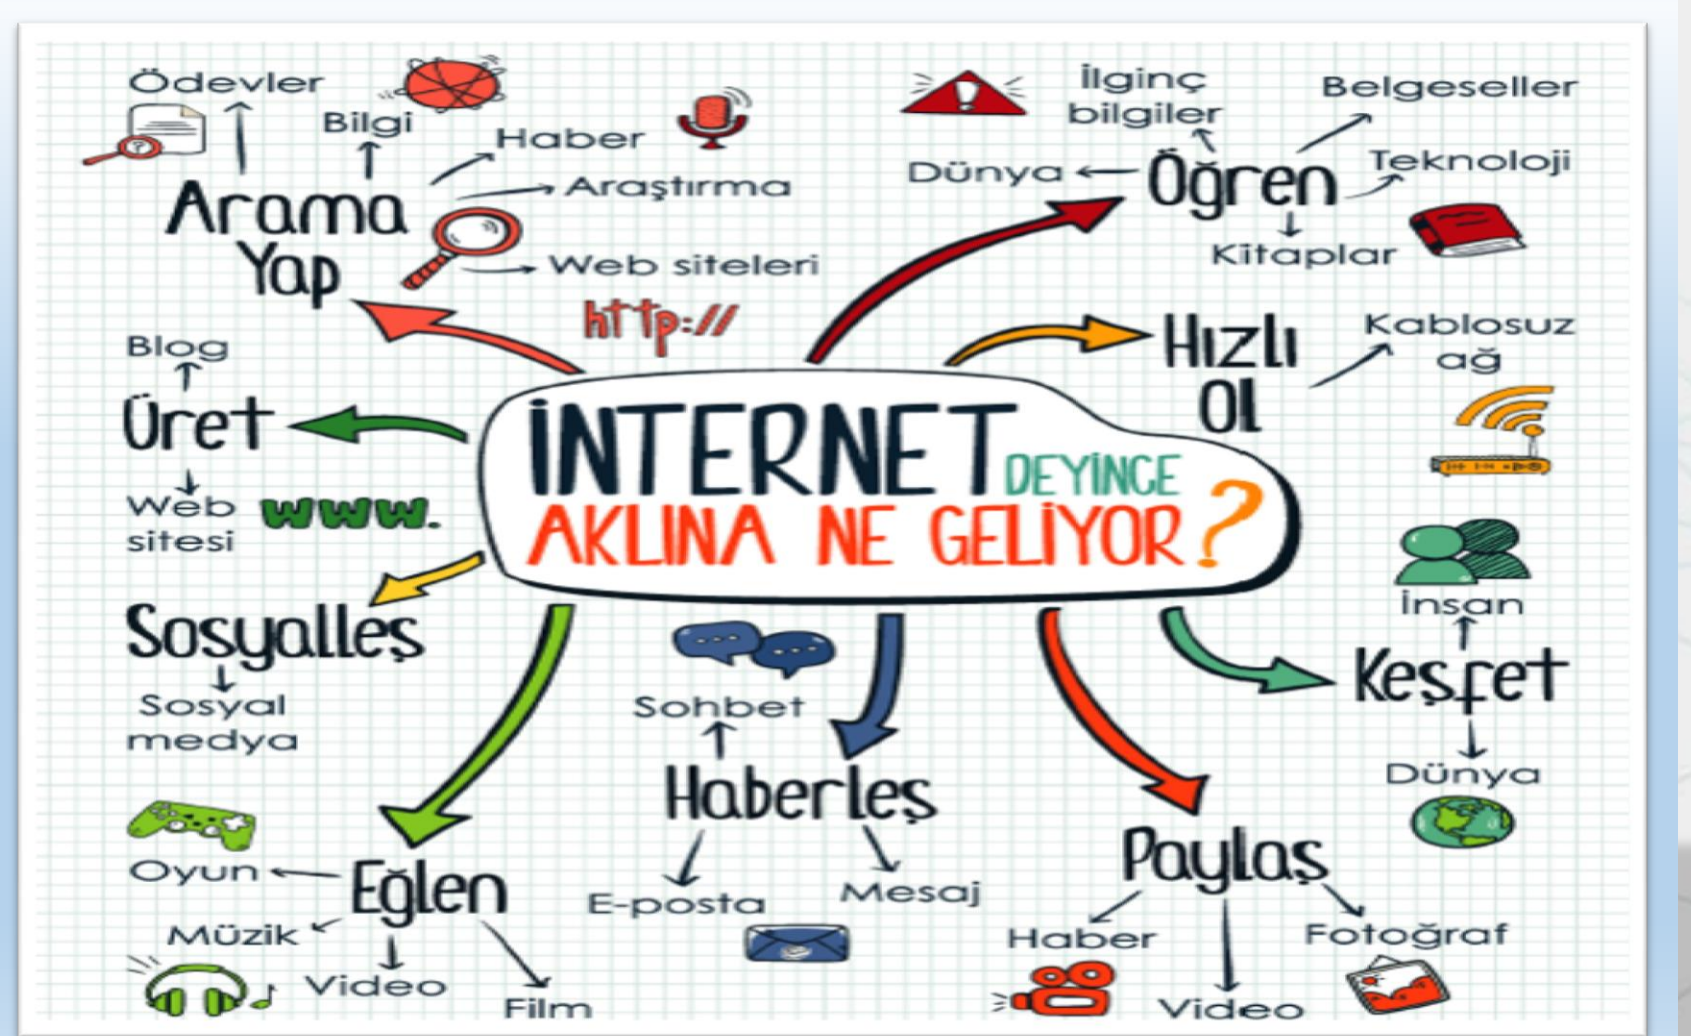 Ödevler
Bilgi
Haber
Araştırma
Arama
Yap
Web siteleri
http://
İlginç
bilgiler
Belgeseller
Dünya
Öğren
Teknoloji
Kitaplar
Hızlı
Ol
Kablosuz
ağ
Blog
Üret
Web
sitesi
www.
İNTERNET DEYİNCE
AKLINA NE GELİYOR?
Sosyalleş
Sosyal
medya
İnsan
Keşfet
Dünya
Sohbet
Haberleş
E-posta
Mesaj
Oyun
Eğlen
Müzik
Video
Film
Paylaş
Haber
Video
Fotoğraf